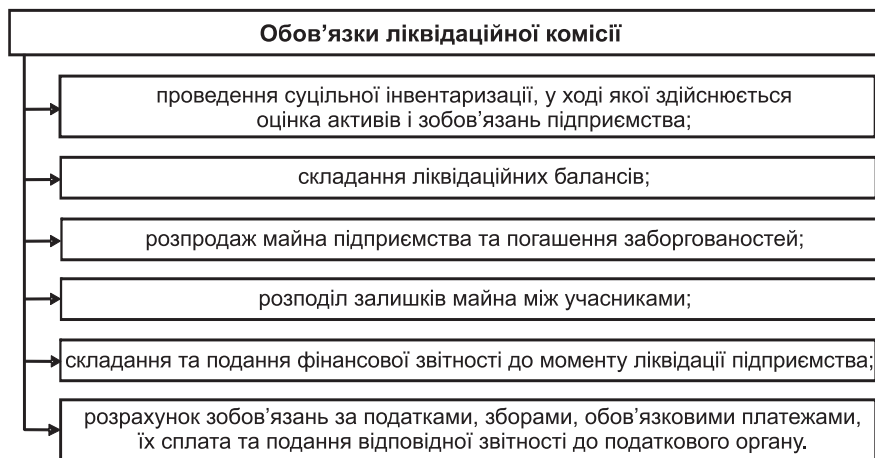 Обов’язки ліквідаційної комісії
проведення суцільної інвентаризації, у ході якої здійснюється
оцінка активів і зобов’язань підприємства;
складання ліквідаційних балансів;
розпродаж майна підприємства та погашення заборгованостей;
розподіл залишків майна між учасниками;
складання та подання фінансової звітності до моменту ліквідації підприємства;
розрахунок зобов’язань за податками, зборами, обов’язковими платежами,
їх сплата та подання відповідної звітності до податкового органу.